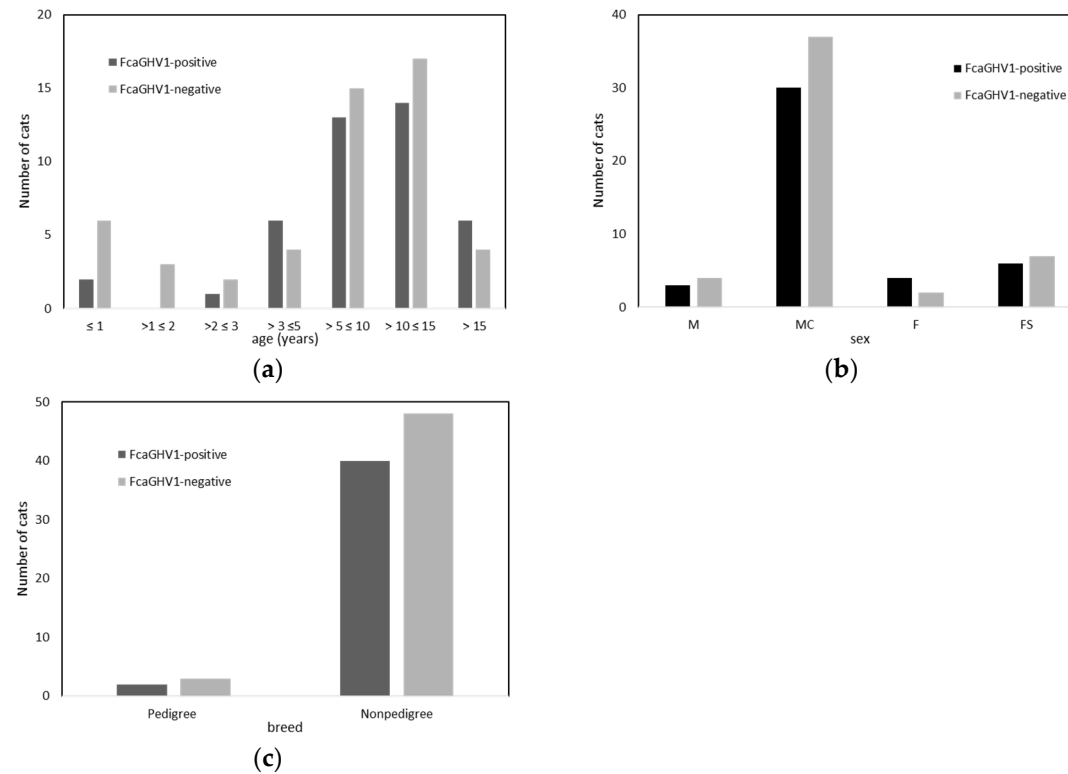 20
15
10
5
0
Number of cats
FcaGHV1-positive
FcaGHV1-negative
≤ 1 >1 ≤ 2 >2 ≤ 3 > 3 ≤5 > 5 ≤ 10 > 10 ≤ 15 > 15
age (years)
(a)
40
30
20
10
0
Number of cats
FcaGHV1-positive
FcaGHV1-negative
M MC F FS
sex
(b)
50
40
30
20
10
0
Number of cats
FcaGHV1-positive
FcaGHV1-negative
Pedigree Nonpedigree
breed
(c)